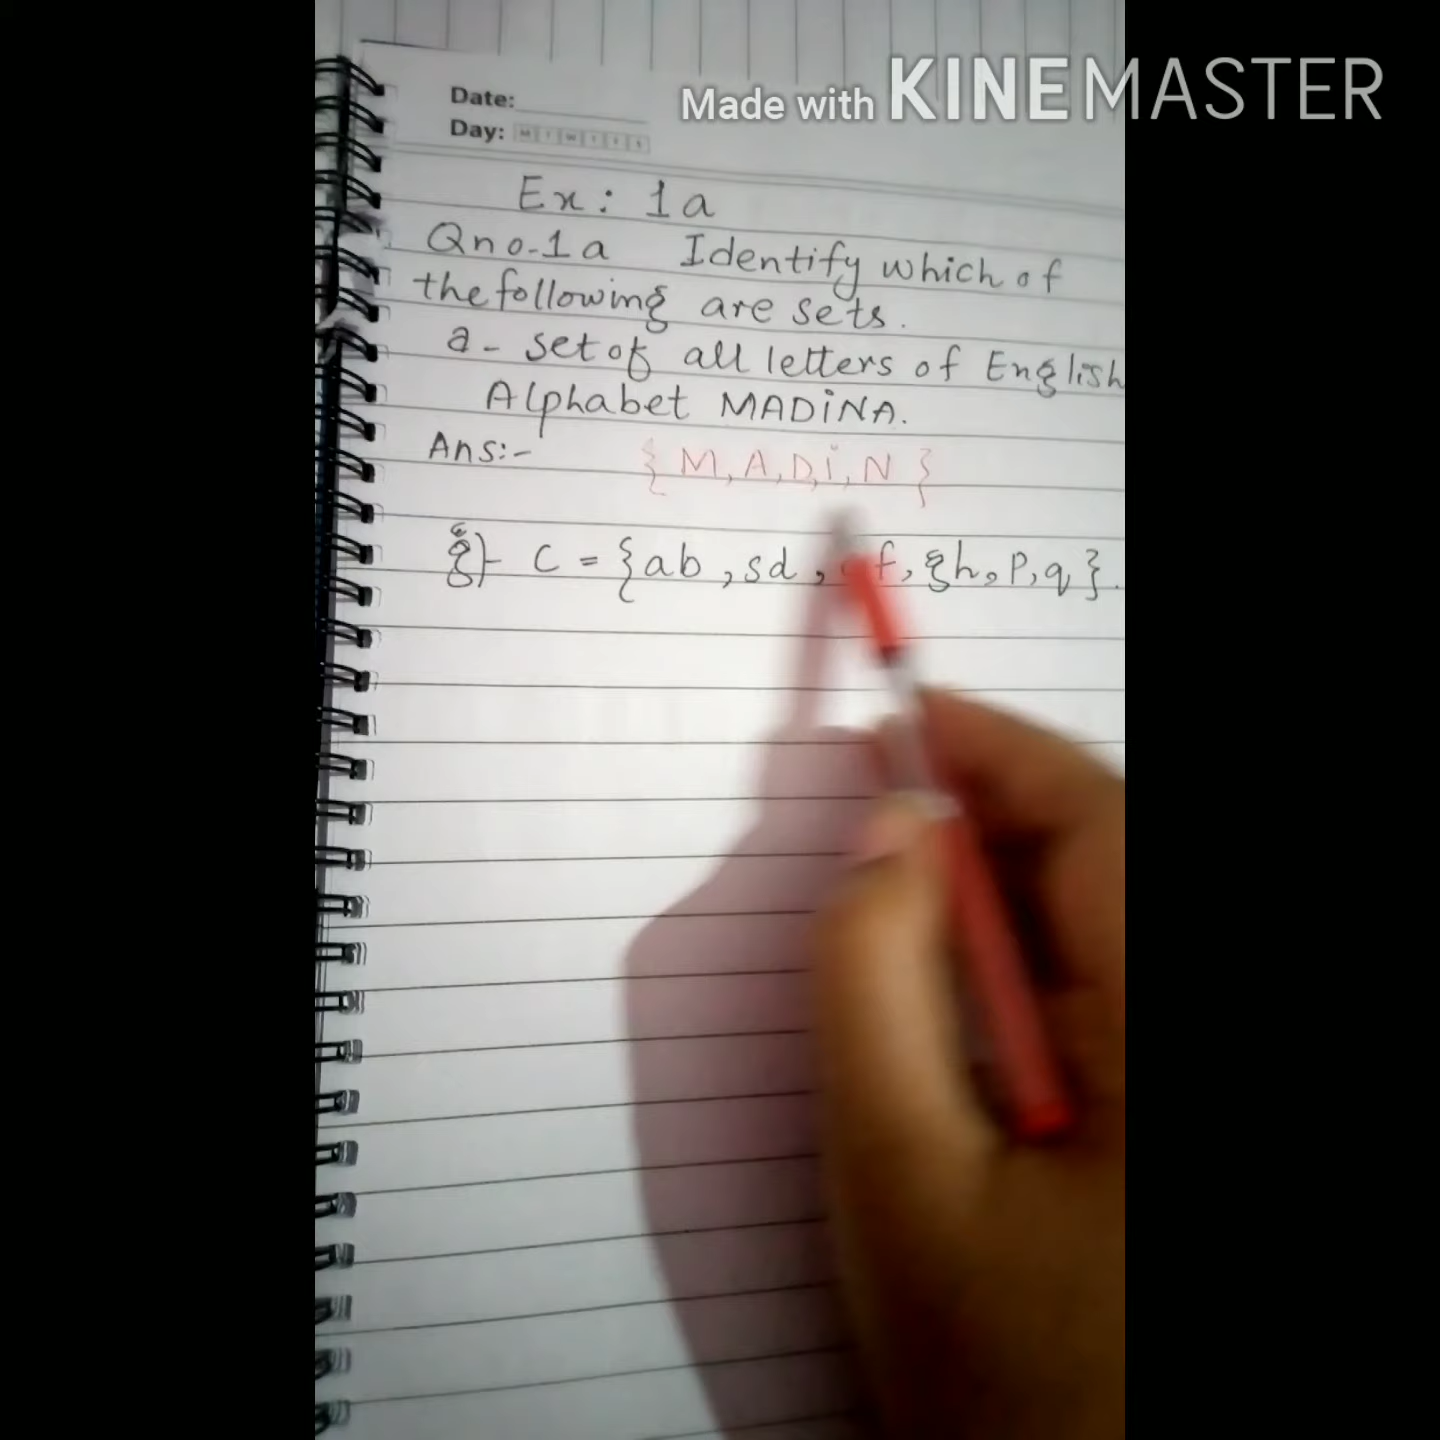 Made with KINEMASTER
Date:
Day: M T W T F S
Ex: 1a
Qno-1a Identify which of
the following are sets.
a- set of all letters of English
Alphabet MADiNA.
Ans:- { M, A, D, i, N }
g)- C = {ab, sd, f, gh, p, q}.